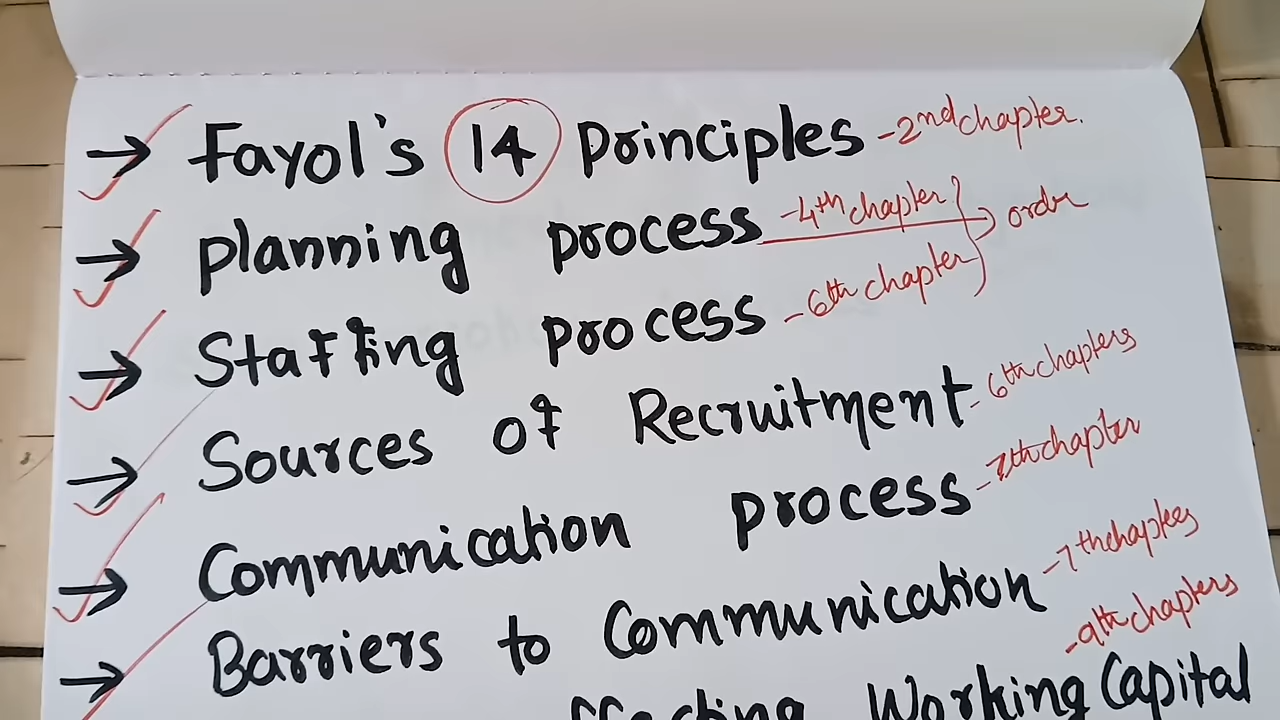 → Fayol's 14 Principles - 2nd chapter.
→ Planning process - 4th chapter } order
→ Staffing process - 6th chapter
→ Sources of Recruitment - 6th chapters
→ Communication process - 7th chapter
→ Barriers to Communication - 7th chapters
Working Capital - 9th chapters